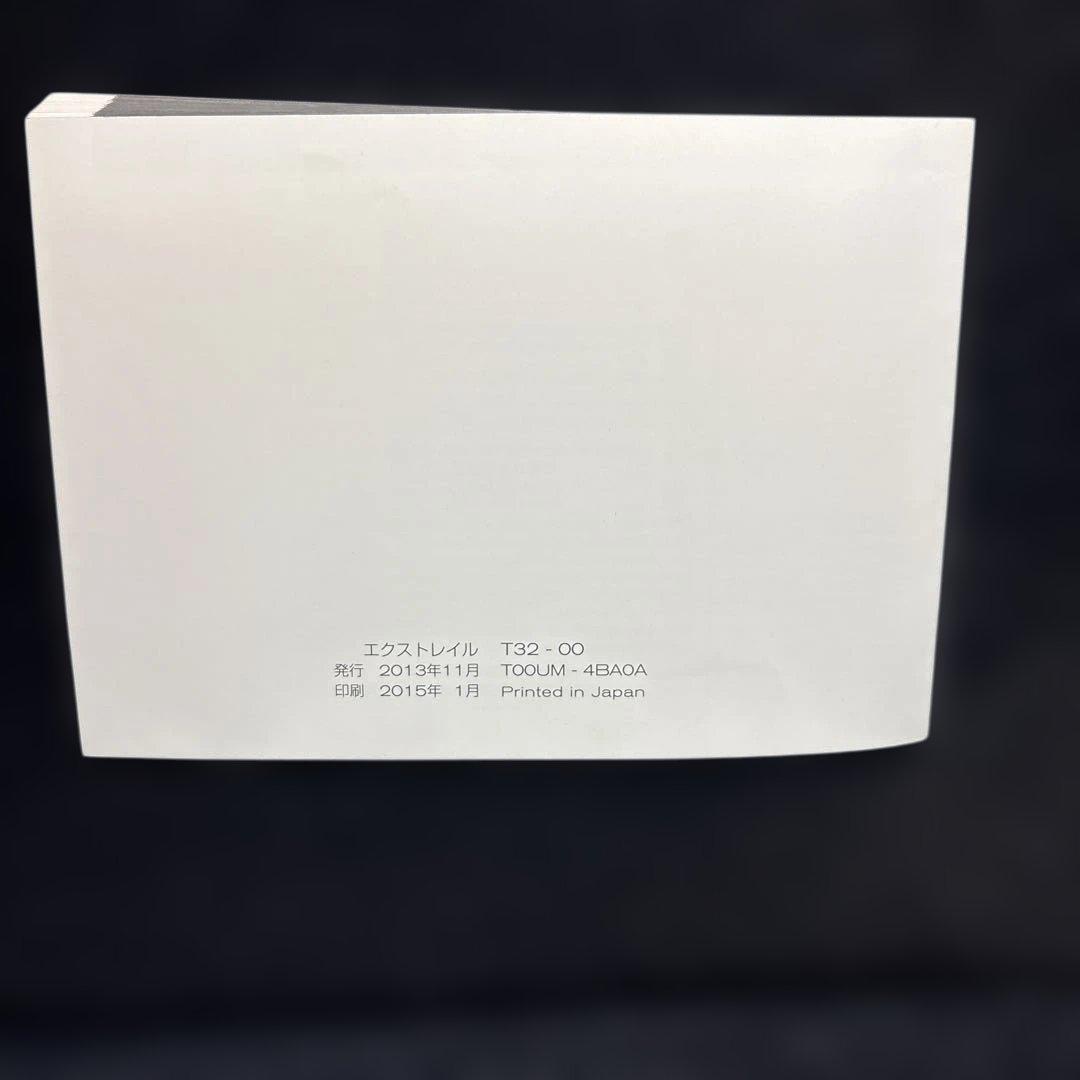 エクストレイル T32 - 00
発行 2013年11月 T00UM - 4BA0A
印刷 2015年 1月 Printed in Japan